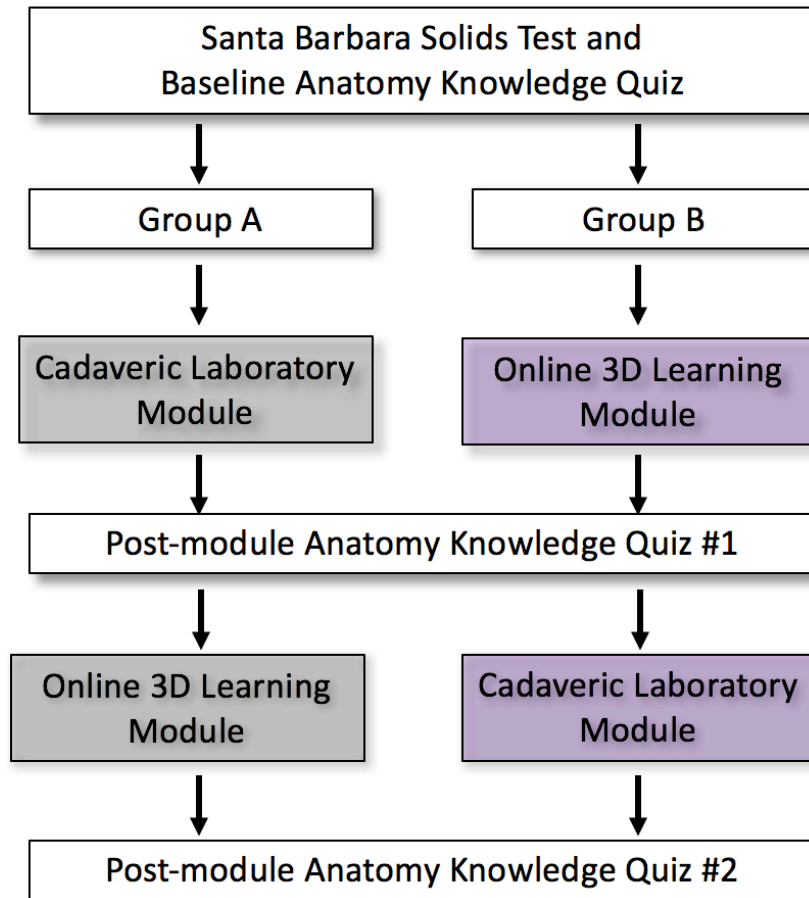 Santa Barbara Solids Test and
Baseline Anatomy Knowledge Quiz
Group A
Group B
Cadaveric Laboratory
Module
Online 3D Learning
Module
Post-module Anatomy Knowledge Quiz #1
Online 3D Learning
Module
Cadaveric Laboratory
Module
Post-module Anatomy Knowledge Quiz #2